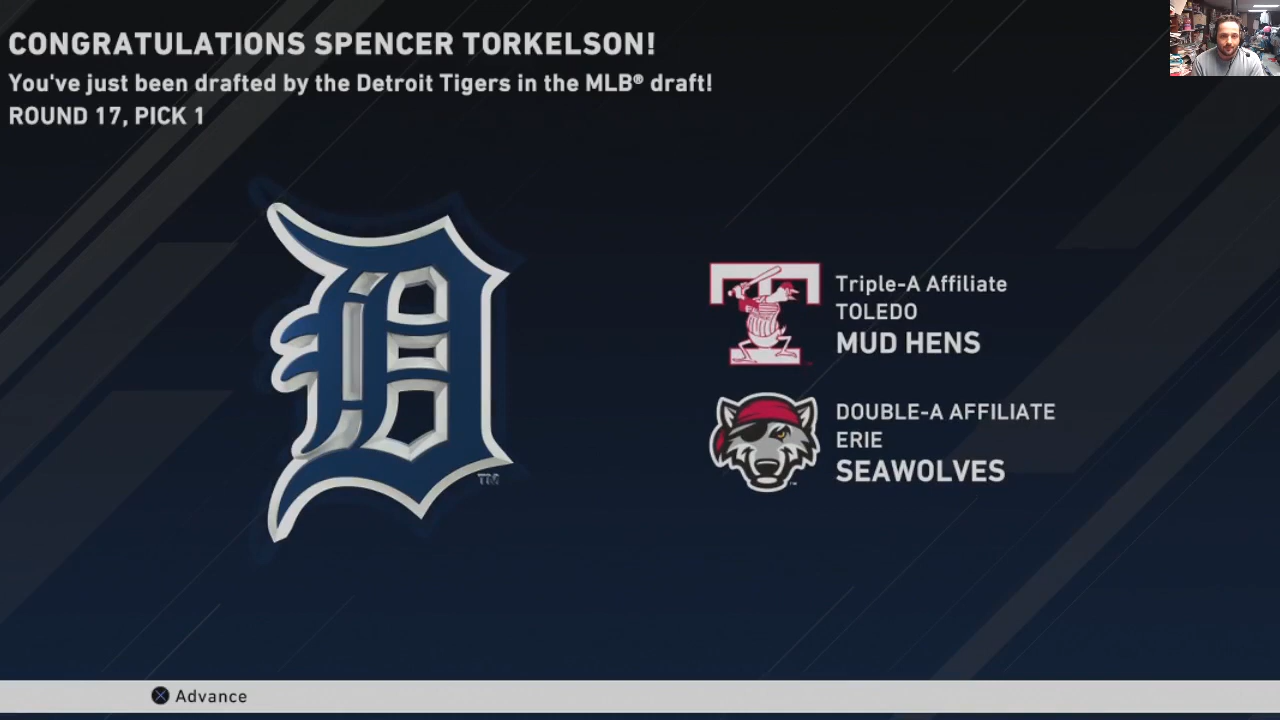 CONGRATULATIONS SPENCER TORKELSON!
You've just been drafted by the Detroit Tigers in the MLB® draft!
ROUND 17, PICK 1
D
TM
T
Triple-A Affiliate
TOLEDO
MUD HENS
DOUBLE-A AFFILIATE
ERIE
SEAWOLVES
Advance